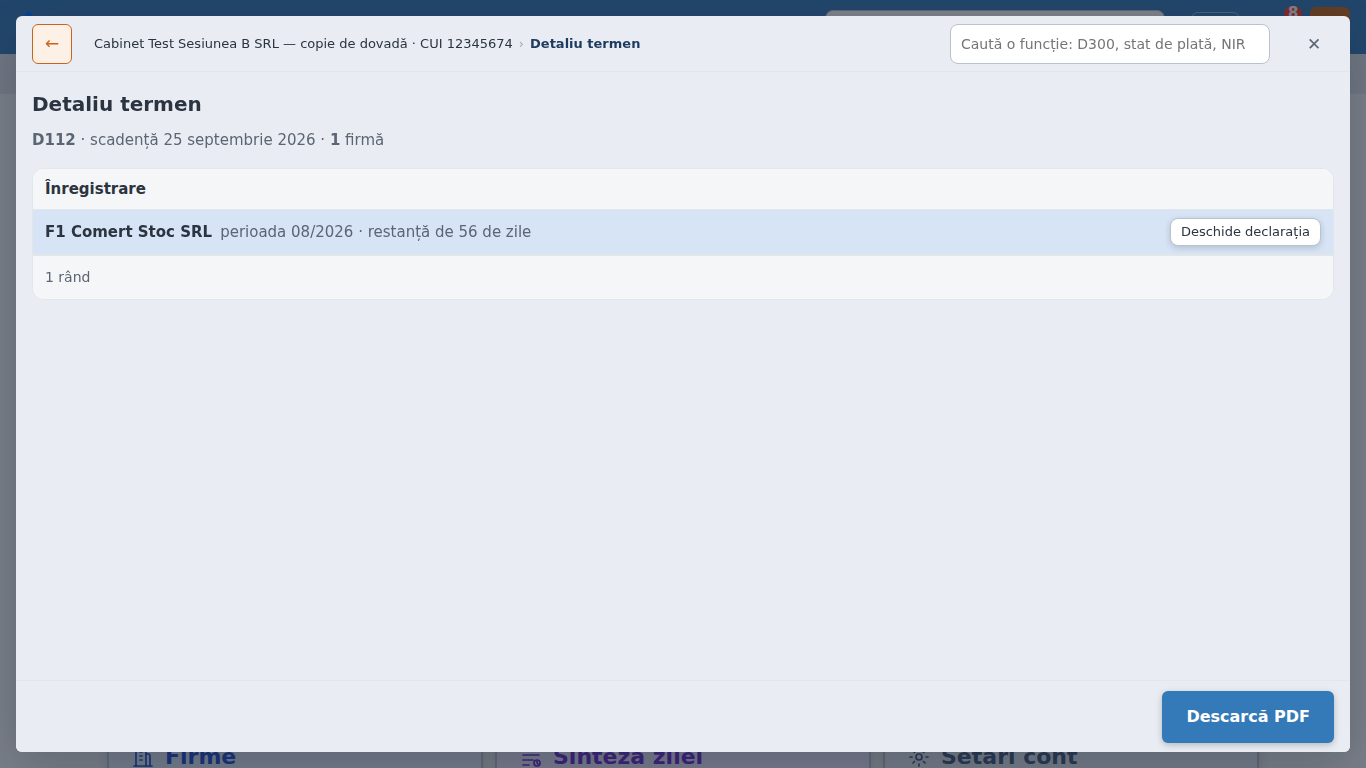 8
← Cabinet Test Sesiunea B SRL — copie de dovadă · CUI 12345674 › Detaliu termen Caută o funcție: D300, stat de plată, NIR ✕
Detaliu termen
D112 · scadență 25 septembrie 2026 · 1 firmă
Înregistrare
F1 Comert Stoc SRL perioada 08/2026 · restanță de 56 de zile Deschide declarația
1 rând
Descarcă PDF
Firme Sinteza zilei Setări cont